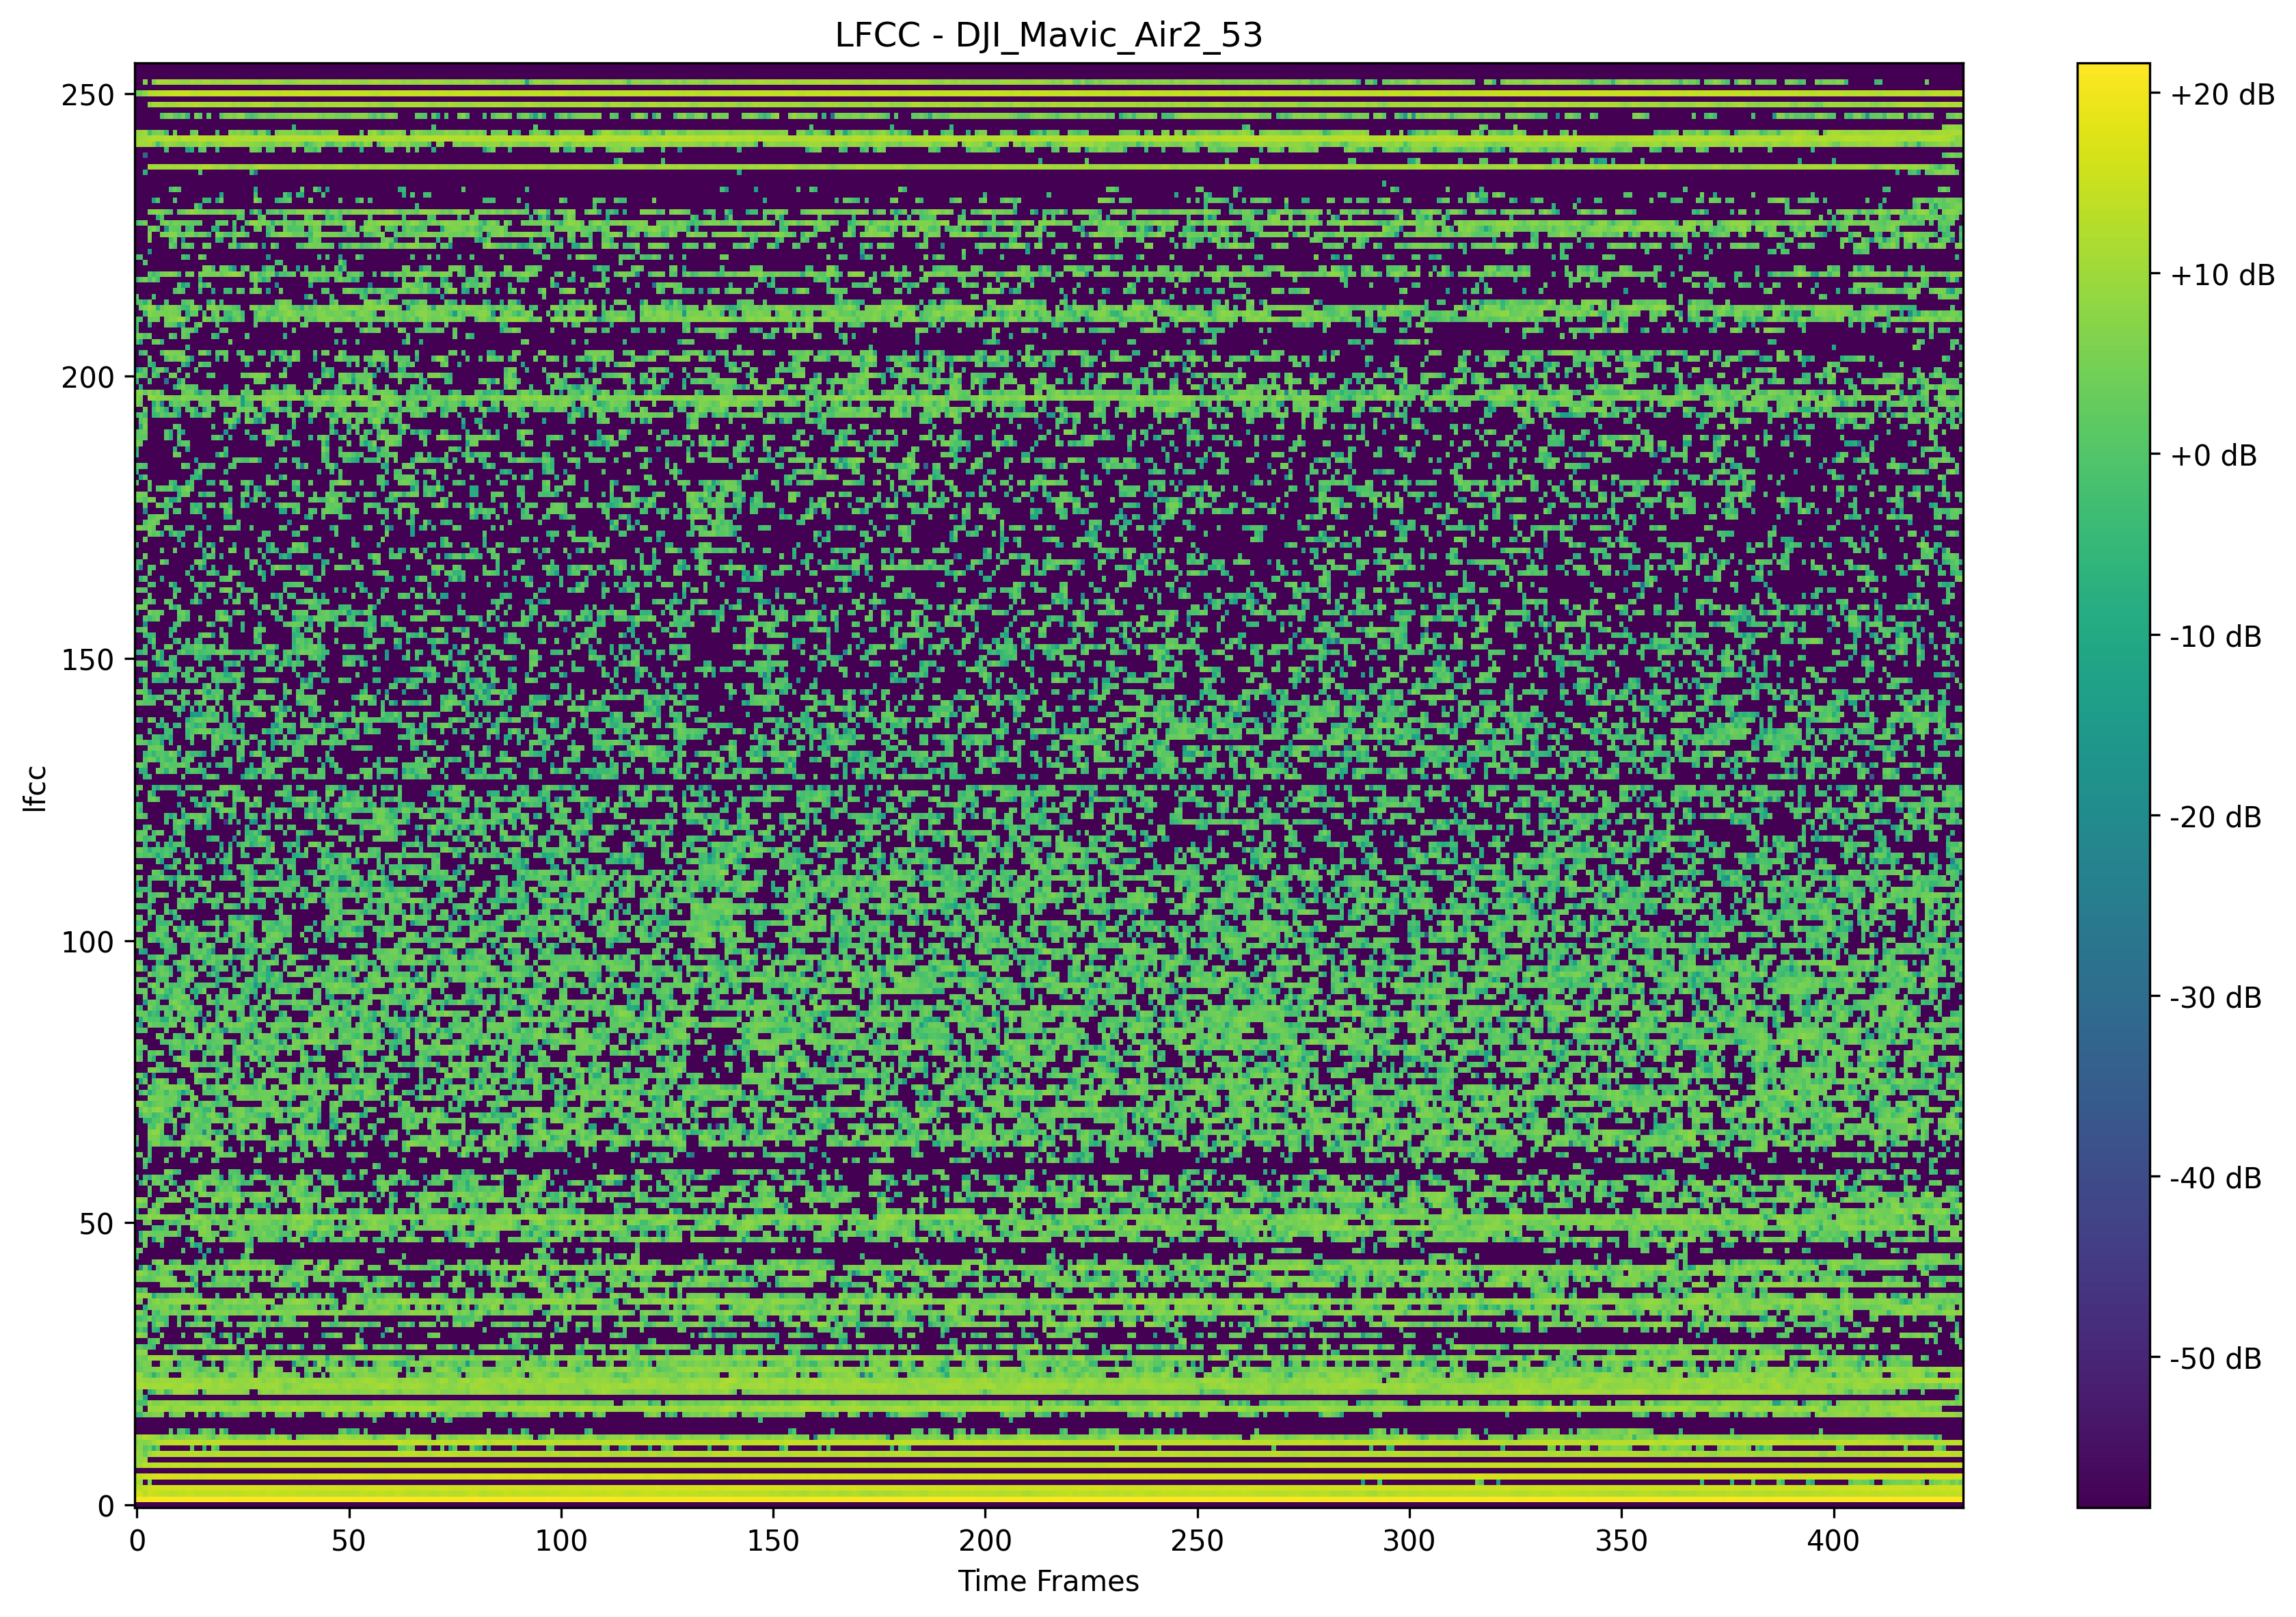 LFCC - DJI_Mavic_Air2_53
250
200
150
100
50
0
lfcc
0 50 100 150 200 250 300 350 400
Time Frames
+20 dB
+10 dB
+0 dB
-10 dB
-20 dB
-30 dB
-40 dB
-50 dB